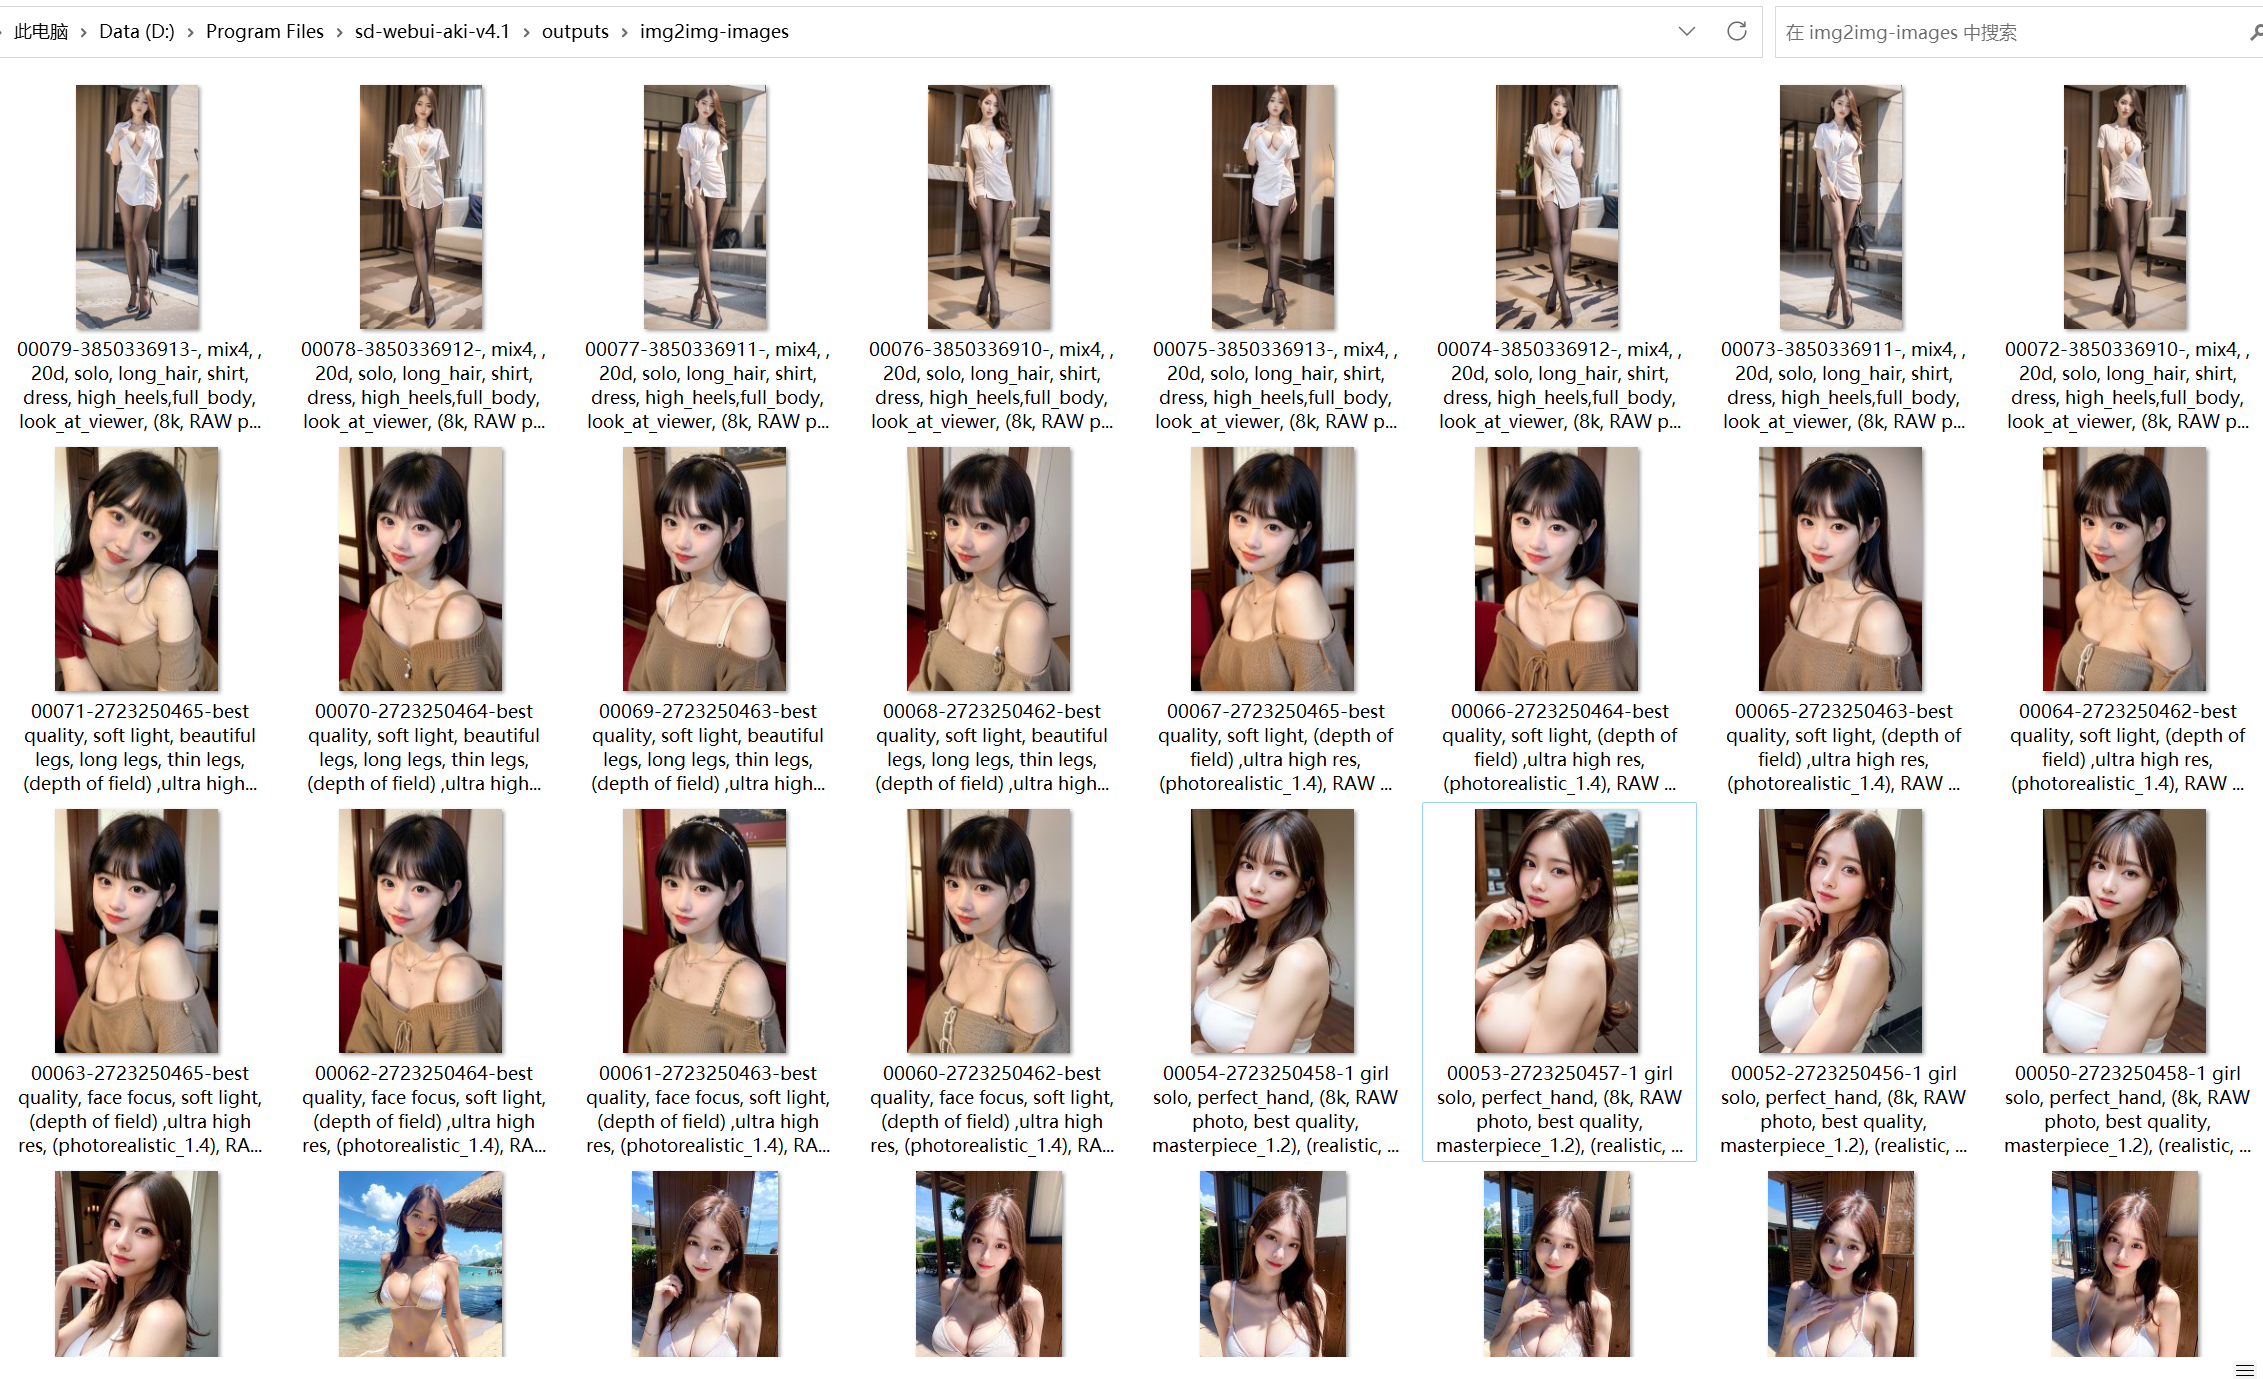 此电脑 › Data (D:) › Program Files › sd-webui-aki-v4.1 › outputs › img2img-images
在 img2img-images 中搜索
00079-3850336913-, mix4, ,
20d, solo, long_hair, shirt,
dress, high_heels,full_body,
look_at_viewer, (8k, RAW p...
00078-3850336912-, mix4, ,
20d, solo, long_hair, shirt,
dress, high_heels,full_body,
look_at_viewer, (8k, RAW p...
00077-3850336911-, mix4, ,
20d, solo, long_hair, shirt,
dress, high_heels,full_body,
look_at_viewer, (8k, RAW p...
00076-3850336910-, mix4, ,
20d, solo, long_hair, shirt,
dress, high_heels,full_body,
look_at_viewer, (8k, RAW p...
00075-3850336913-, mix4, ,
20d, solo, long_hair, shirt,
dress, high_heels,full_body,
look_at_viewer, (8k, RAW p...
00074-3850336912-, mix4, ,
20d, solo, long_hair, shirt,
dress, high_heels,full_body,
look_at_viewer, (8k, RAW p...
00073-3850336911-, mix4, ,
20d, solo, long_hair, shirt,
dress, high_heels,full_body,
look_at_viewer, (8k, RAW p...
00072-3850336910-, mix4, ,
20d, solo, long_hair, shirt,
dress, high_heels,full_body,
look_at_viewer, (8k, RAW p...
00071-2723250465-best
quality, soft light, beautiful
legs, long legs, thin legs,
(depth of field) ,ultra high...
00070-2723250464-best
quality, soft light, beautiful
legs, long legs, thin legs,
(depth of field) ,ultra high...
00069-2723250463-best
quality, soft light, beautiful
legs, long legs, thin legs,
(depth of field) ,ultra high...
00068-2723250462-best
quality, soft light, beautiful
legs, long legs, thin legs,
(depth of field) ,ultra high...
00067-2723250465-best
quality, soft light, (depth of
field) ,ultra high res,
(photorealistic_1.4), RAW ...
00066-2723250464-best
quality, soft light, (depth of
field) ,ultra high res,
(photorealistic_1.4), RAW ...
00065-2723250463-best
quality, soft light, (depth of
field) ,ultra high res,
(photorealistic_1.4), RAW ...
00064-2723250462-best
quality, soft light, (depth of
field) ,ultra high res,
(photorealistic_1.4), RAW ...
00063-2723250465-best
quality, face focus, soft light,
(depth of field) ,ultra high
res, (photorealistic_1.4), RA...
00062-2723250464-best
quality, face focus, soft light,
(depth of field) ,ultra high
res, (photorealistic_1.4), RA...
00061-2723250463-best
quality, face focus, soft light,
(depth of field) ,ultra high
res, (photorealistic_1.4), RA...
00060-2723250462-best
quality, face focus, soft light,
(depth of field) ,ultra high
res, (photorealistic_1.4), RA...
00054-2723250458-1 girl
solo, perfect_hand, (8k, RAW
photo, best quality,
masterpiece_1.2), (realistic, ...
00053-2723250457-1 girl
solo, perfect_hand, (8k, RAW
photo, best quality,
masterpiece_1.2), (realistic, ...
00052-2723250456-1 girl
solo, perfect_hand, (8k, RAW
photo, best quality,
masterpiece_1.2), (realistic, ...
00050-2723250458-1 girl
solo, perfect_hand, (8k, RAW
photo, best quality,
masterpiece_1.2), (realistic, ...